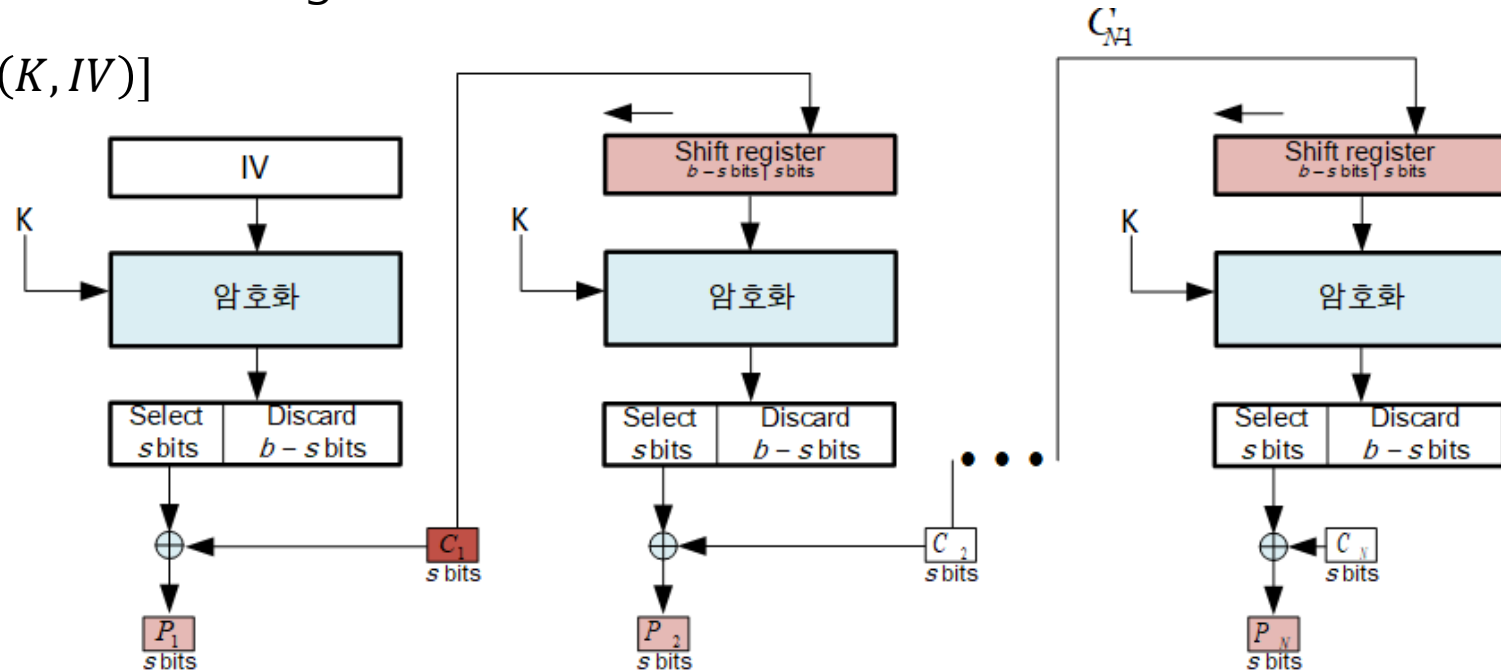 g
(K, IV)]
C_{N-1}
IV
K
암호화
Select
s bits
Discard
b – s bits
C_1
s bits
P_1
s bits
Shift register
b – s bits | s bits
K
암호화
Select
s bits
Discard
b – s bits
C_2
s bits
P_2
s bits
• • •
Shift register
b – s bits | s bits
K
암호화
Select
s bits
Discard
b – s bits
C_N
s bits
P_N
s bits